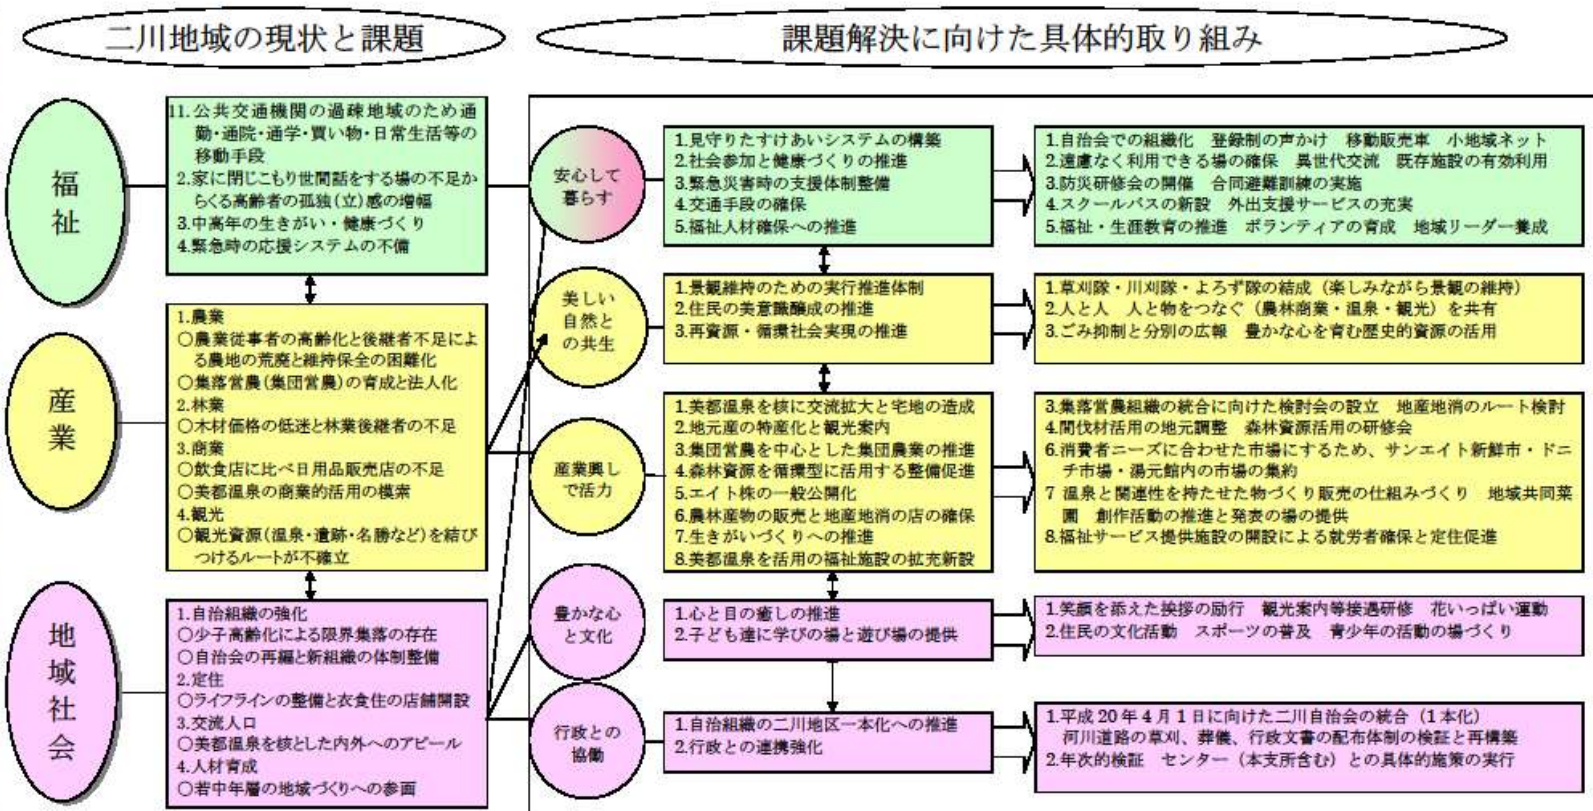 二川地域の現状と課題
課題解決に向けた具体的取り組み
福祉
11.公共交通機関の過疎地域のため通
勤・通院・通学・買い物・日常生活等の
移動手段
2.家に閉じこもり世間話をする場の不足か
らくる高齢者の孤独(立)感の増幅
3.中高年の生きがい・健康づくり
4.緊急時の応援システムの不備
産業
1.農業
○農業従事者の高齢化と後継者不足によ
る農地の荒廃と維持保全の困難化
○集落営農(集団営農)の育成と法人化
2.林業
○木材価格の低迷と林業後継者の不足
3.商業
○飲食店に比べ日用品販売店の不足
○美都温泉の商業的活用の模索
4.観光
○観光資源(温泉・遺跡・名勝など)を結び
つけるルートが不確立
地域社会
1.自治組織の強化
○少子高齢化による限界集落の存在
○自治会の再編と新組織の体制整備
2.定住
○ライフラインの整備と衣食住の店舗開設
3.交流人口
○美都温泉を核とした内外へのアピール
4.人材育成
○若中年層の地域づくりへの参画
安心して
暮らす
1.見守りたすけあいシステムの構築
2.社会参加と健康づくりの推進
3.緊急災害時の支援体制整備
4.交通手段の確保
5.福祉人材確保への推進
1.自治会での組織化 登録制の声かけ 移動販売車 小地域ネット
2.遠慮なく利用できる場の確保 異世代交流 既存施設の有効利用
3.防災研修会の開催 合同避難訓練の実施
4.スクールバスの新設 外出支援サービスの充実
5.福祉・生涯教育の推進 ボランティアの育成 地域リーダー養成
美しい
自然と
の共生
1.景観維持のための実行推進体制
2.住民の美意識醸成の推進
3.再資源・循環社会実現の推進
1.草刈隊・川刈隊・よろず隊の結成（楽しみながら景観の維持）
2.人と人 人と物をつなぐ（農林商業・温泉・観光）を共有
3.ごみ抑制と分別の広報 豊かな心を育む歴史的資源の活用
産業興し
で活力
1.美都温泉を核に交流拡大と宅地の造成
2.地元産の特産化と観光案内
3.集団営農を中心とした集団農業の推進
4.森林資源を循環型に活用する整備促進
5.エイト株の一般公開化
6.農林産物の販売と地産地消の店の確保
7.生きがいづくりへの推進
8.美都温泉を活用の福祉施設の拡充新設
3.集落営農組織の統合に向けた検討会の設立 地産地消のルート検討
4.間伐材活用の地元調整 森林資源活用の研修会
6.消費者ニーズに合わせた市場にするため、サンエイト新鮮市・ドニ
チ市場・湯元館内の市場の集約
7 温泉と関連性を持たせた物づくり販売の仕組みづくり 地域共同菜
園 創作活動の推進と発表の場の提供
8.福祉サービス提供施設の開設による就労者確保と定住促進
豊かな心
と文化
1.心と目の癒しの推進
2.子ども達に学びの場と遊び場の提供
1.笑顔を添えた挨拶の励行 観光案内等接遇研修 花いっぱい運動
2.住民の文化活動 スポーツの普及 青少年の活動の場づくり
行政との
協働
1.自治組織の二川地区一本化への推進
2.行政との連携強化
1.平成20年4月1日に向けた二川自治会の統合（1本化）
河川道路の草刈、葬儀、行政文書の配布体制の検証と再構築
2.年次的検証 センター（本支所含む）との具体的施策の実行